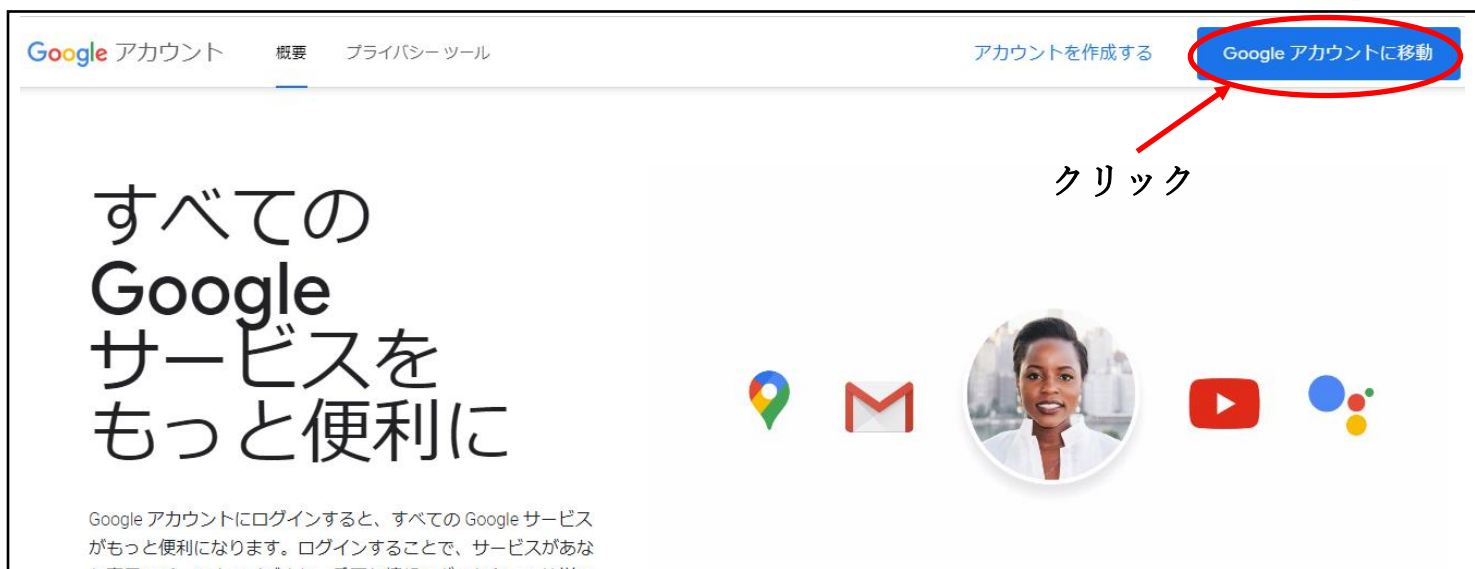 Google アカウント 概要 プライバシー ツール アカウントを作成する Google アカウントに移動
クリック
すべての
Google
サービスを
もっと便利に
Google アカウントにログインすると、すべての Google サービス
がもっと便利になります。ログインすることで、サービスがあな